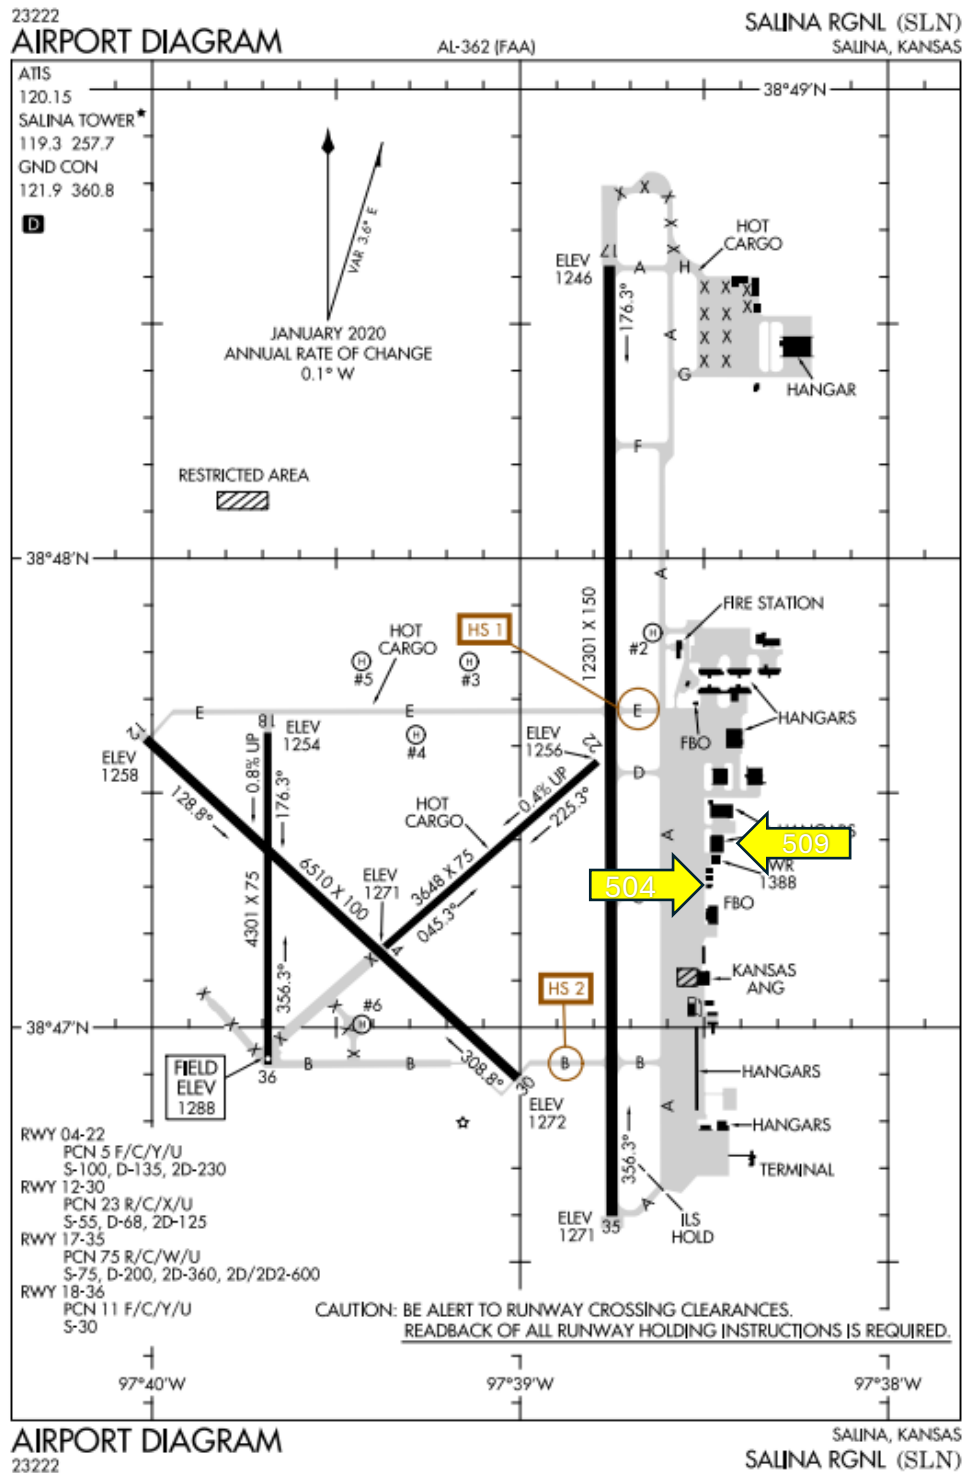 23222
AIRPORT DIAGRAM
AL-362 (FAA)
SALINA RGNL (SLN)
SALINA, KANSAS
ATIS
120.15
SALINA TOWER★
119.3 257.7
GND CON
121.9 360.8
D
VAR 3.6° E
JANUARY 2020
ANNUAL RATE OF CHANGE
0.1° W
38°49'N
RESTRICTED AREA
X X X X X
HOT
CARGO
17
ELEV
1246
A H
176.3°
A
X X X
X X X
X X
X X
G
HANGAR
F
38°48'N
A
12301 X 150
FIRE STATION
HS 1
HOT
CARGO
H
#5
H
#3
H
#2
E
E
E
HANGARS
FBO
12
18
ELEV
1254
H
#4
ELEV
1256
22
D
ELEV
1258
0.8% UP
176.3°
128.8°
0.4% UP
225.3°
HOT
CARGO
A
509
WR
1388
504
FBO
6510 X 100
ELEV
1271
3648 X 75
045.3°
4301 X 75
4
X
KANSAS
ANG
356.3°
HS 2
X X X
X X
X X X
#6
H
38°47'N
B
B
B
B
FIELD
ELEV
1288
36
308.8°
30
ELEV
1272
HANGARS
A
HANGARS
TERMINAL
356.3°
ELEV
1271
35
A
ILS
HOLD
RWY 04-22
PCN 5 F/C/Y/U
S-100, D-135, 2D-230
RWY 12-30
PCN 23 R/C/X/U
S-55, D-68, 2D-125
RWY 17-35
PCN 75 R/C/W/U
S-75, D-200, 2D-360, 2D/2D2-600
RWY 18-36
PCN 11 F/C/Y/U
S-30
CAUTION: BE ALERT TO RUNWAY CROSSING CLEARANCES.
READBACK OF ALL RUNWAY HOLDING INSTRUCTIONS IS REQUIRED.
97°40'W
97°39'W
97°38'W
AIRPORT DIAGRAM
23222
SALINA, KANSAS
SALINA RGNL (SLN)